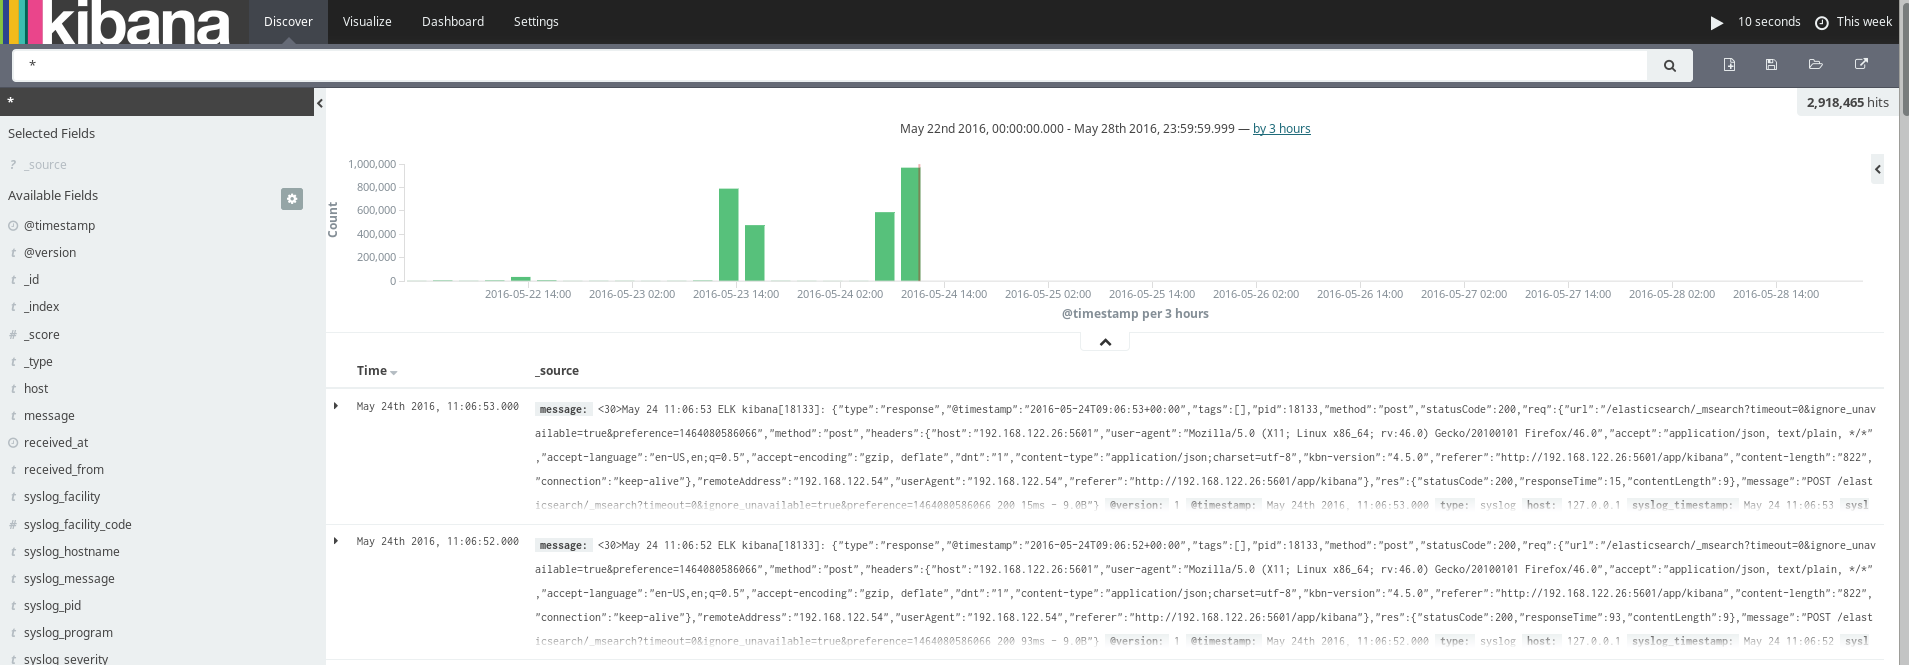 kibana Discover Visualize Dashboard Settings 10 seconds This week
*
* 2,918,465 hits
Selected Fields
? _source
Available Fields
t @timestamp
t @version
t _id
t _index
# _score
t _type
t host
t message
received_at
t received_from
t syslog_facility
# syslog_facility_code
t syslog_hostname
t syslog_message
t syslog_pid
t syslog_program
t syslog_severity
May 22nd 2016, 00:00:00.000 - May 28th 2016, 23:59:59.999 — by 3 hours
Count
1,000,000
800,000
600,000
400,000
200,000
0
2016-05-22 14:00 2016-05-23 02:00 2016-05-23 14:00 2016-05-24 02:00 2016-05-24 14:00 2016-05-25 02:00 2016-05-25 14:00 2016-05-26 02:00 2016-05-26 14:00 2016-05-27 02:00 2016-05-27 14:00 2016-05-28 02:00 2016-05-28 14:00
@timestamp per 3 hours
Time _source
May 24th 2016, 11:06:53.000 message: <30>May 24 11:06:53 ELK kibana[18133]: {"type":"response","@timestamp":"2016-05-24T09:06:53+00:00","tags":[],"pid":18133,"method":"post","statusCode":200,"req":{"url":"/elasticsearch/_msearch?timeout=0&ignore_unav
ailable=true&preference=1464080586066","method":"post","headers":{"host":"192.168.122.26:5601","user-agent":"Mozilla/5.0 (X11; Linux x86_64; rv:46.0) Gecko/20100101 Firefox/46.0","accept":"application/json, text/plain, */*"
,"accept-language":"en-US,en;q=0.5","accept-encoding":"gzip, deflate","dnt":"1","content-type":"application/json;charset=utf-8","kbn-version":"4.5.0","referer":"http://192.168.122.26:5601/app/kibana","content-length":"822",
"connection":"keep-alive"},"remoteAddress":"192.168.122.54","userAgent":"192.168.122.54","referer":"http://192.168.122.26:5601/app/kibana"},"res":{"statusCode":200,"responseTime":15,"contentLength":9},"message":"POST /elast
icsearch/_msearch?timeout=0&ignore_unavailable=true&preference=1464080586066 200 15ms - 9.0B"} @version: 1 @timestamp: May 24th 2016, 11:06:53.000 type: syslog host: 127.0.0.1 syslog_timestamp: May 24 11:06:53 sysl
May 24th 2016, 11:06:52.000 message: <30>May 24 11:06:52 ELK kibana[18133]: {"type":"response","@timestamp":"2016-05-24T09:06:52+00:00","tags":[],"pid":18133,"method":"post","statusCode":200,"req":{"url":"/elasticsearch/_msearch?timeout=0&ignore_unav
ailable=true&preference=1464080586066","method":"post","headers":{"host":"192.168.122.26:5601","user-agent":"Mozilla/5.0 (X11; Linux x86_64; rv:46.0) Gecko/20100101 Firefox/46.0","accept":"application/json, text/plain, */*"
,"accept-language":"en-US,en;q=0.5","accept-encoding":"gzip, deflate","dnt":"1","content-type":"application/json;charset=utf-8","kbn-version":"4.5.0","referer":"http://192.168.122.26:5601/app/kibana","content-length":"822",
"connection":"keep-alive"},"remoteAddress":"192.168.122.54","userAgent":"192.168.122.54","referer":"http://192.168.122.26:5601/app/kibana"},"res":{"statusCode":200,"responseTime":93,"contentLength":9},"message":"POST /elast
icsearch/_msearch?timeout=0&ignore_unavailable=true&preference=1464080586066 200 93ms - 9.0B"} @version: 1 @timestamp: May 24th 2016, 11:06:52.000 type: syslog host: 127.0.0.1 syslog_timestamp: May 24 11:06:52 sysl